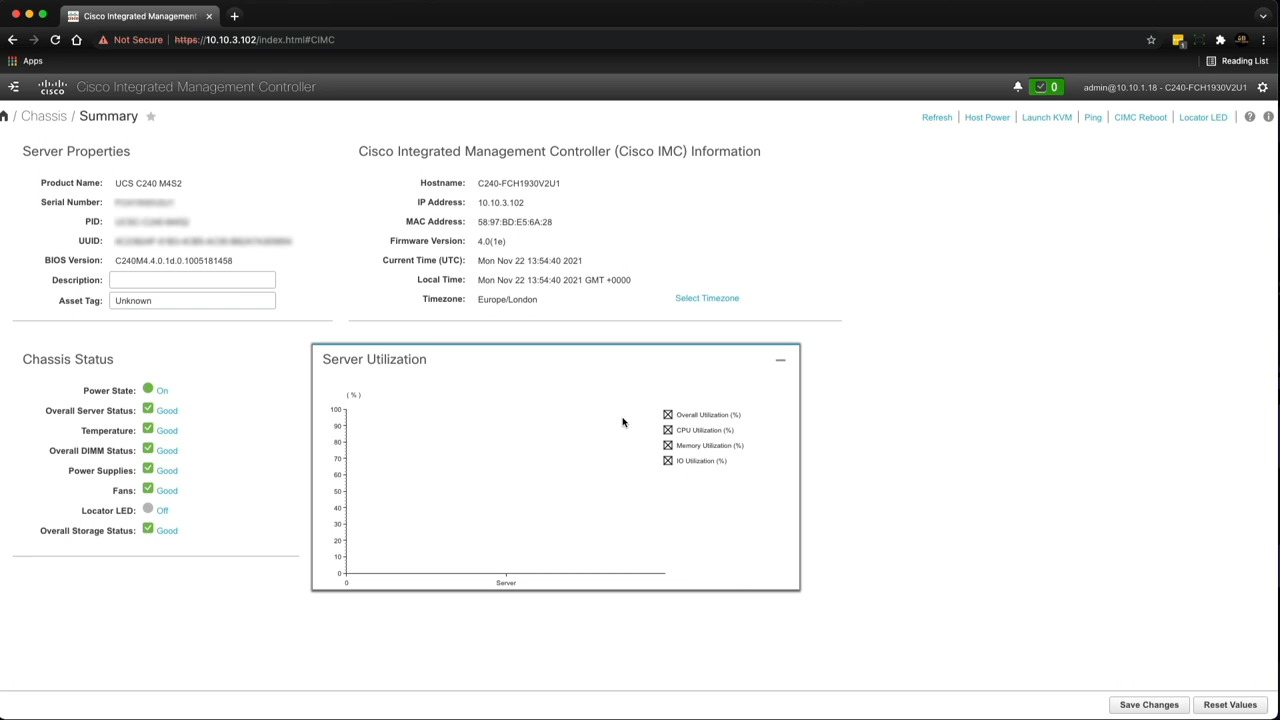 Cisco Integrated Management
Not Secure
https://10.10.3.102/index.html#CIMC
Apps
Reading List
cisco
Cisco Integrated Management Controller
0
admin@10.10.1.18 - C240-FCH1930V2U1
/ Chassis / Summary
Refresh | Host Power | Launch KVM | Ping | CIMC Reboot | Locator LED |
Server Properties
Product Name: UCS C240 M4S2
Serial Number:
PID:
UUID:
BIOS Version: C240M4.4.0.1d.0.1005181458
Description:
Asset Tag: Unknown
Cisco Integrated Management Controller (Cisco IMC) Information
Hostname: C240-FCH1930V2U1
IP Address: 10.10.3.102
MAC Address: 58:97:BD:E5:6A:28
Firmware Version: 4.0(1e)
Current Time (UTC): Mon Nov 22 13:54:40 2021
Local Time: Mon Nov 22 13:54:40 2021 GMT +0000
Timezone: Europe/London
Select Timezone
Chassis Status
Power State: On
Overall Server Status: Good
Temperature: Good
Overall DIMM Status: Good
Power Supplies: Good
Fans: Good
Locator LED: Off
Overall Storage Status: Good
Server Utilization
( % )
100
90
80
70
60
50
40
30
20
10
0
0
Server
Overall Utilization (%)
CPU Utilization (%)
Memory Utilization (%)
IO Utilization (%)
Save Changes
Reset Values